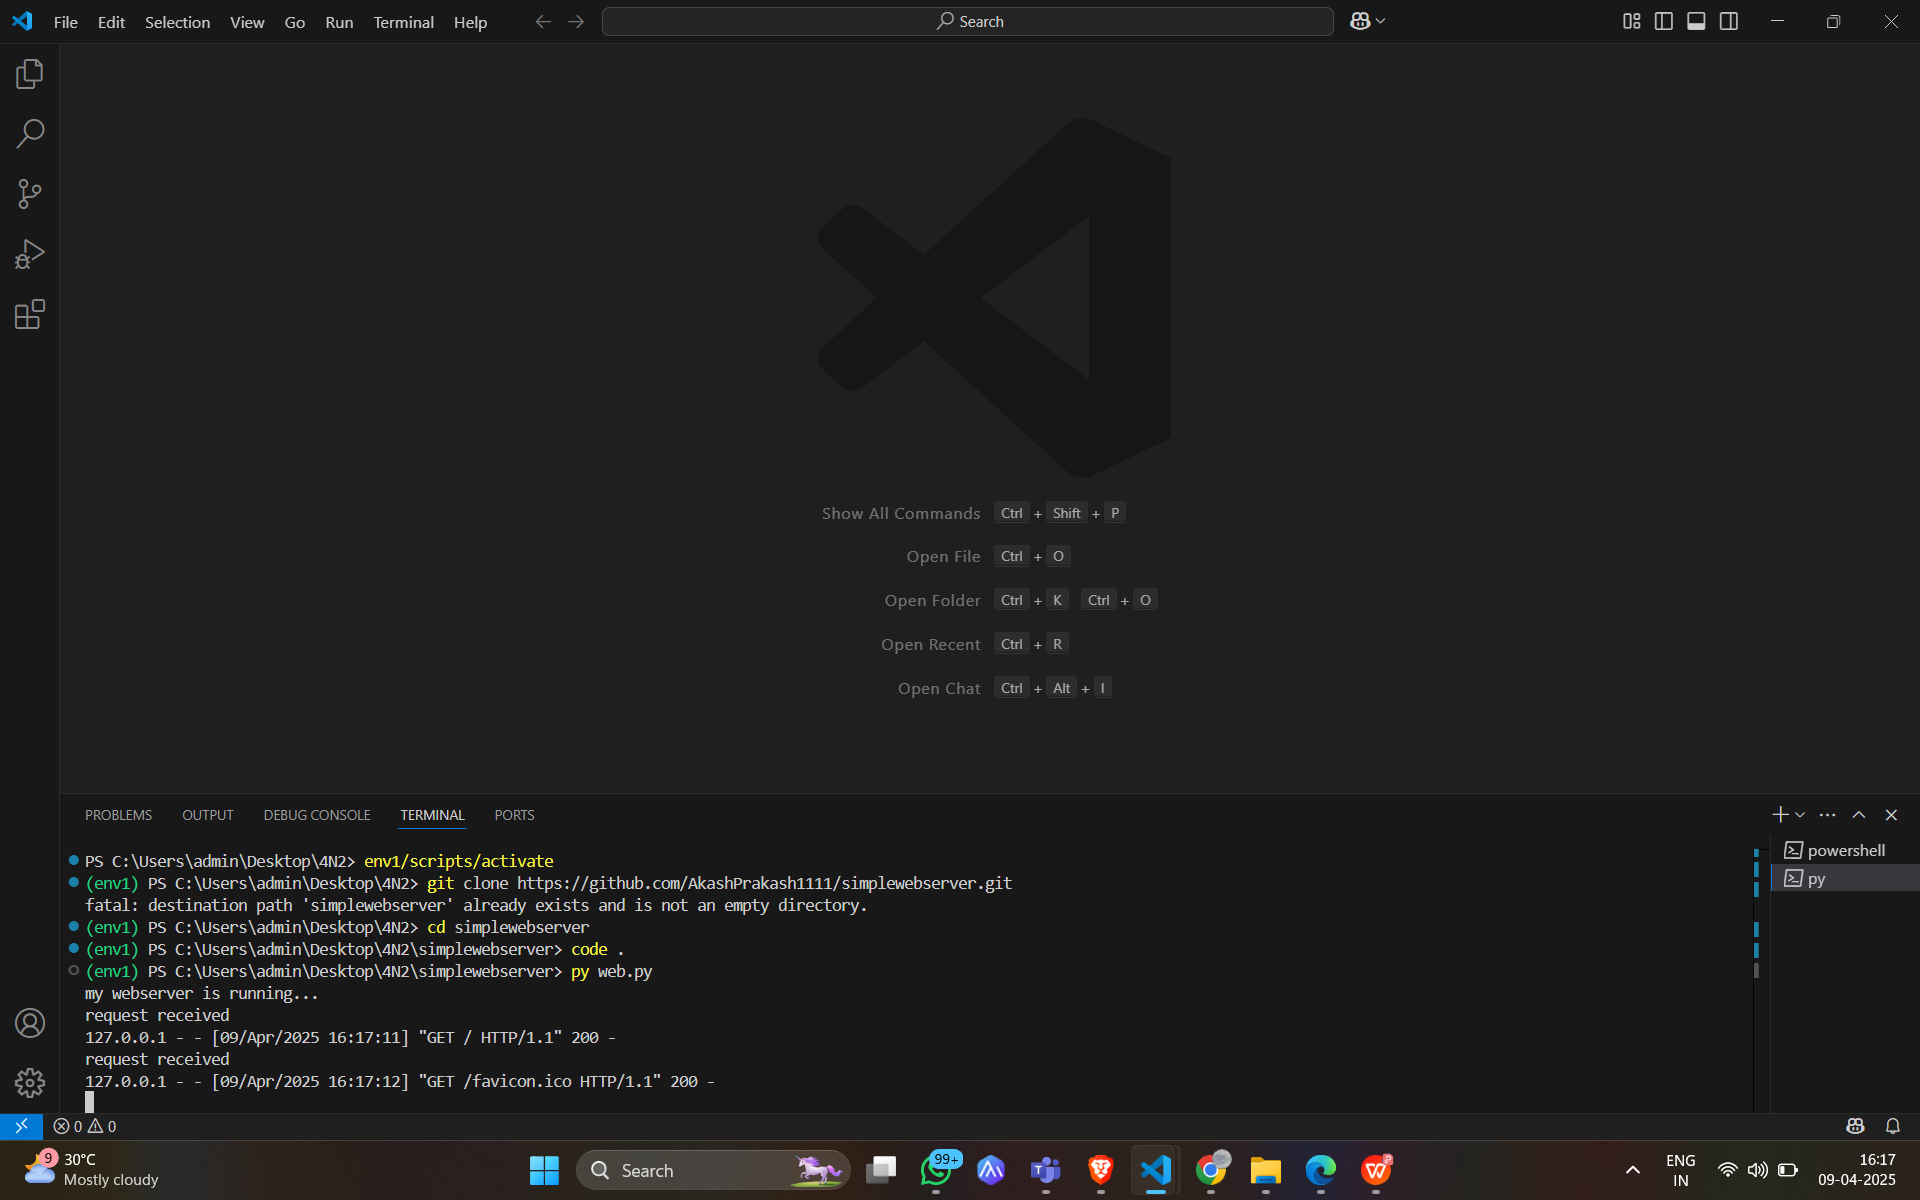 File Edit Selection View Go Run Terminal Help
Search
Show All Commands Ctrl + Shift + P
Open File Ctrl + O
Open Folder Ctrl + K Ctrl + O
Open Recent Ctrl + R
Open Chat Ctrl + Alt + I
PROBLEMS OUTPUT DEBUG CONSOLE TERMINAL PORTS
PS C:\Users\admin\Desktop\4N2> env1/scripts/activate
(env1) PS C:\Users\admin\Desktop\4N2> git clone https://github.com/AkashPrakash1111/simplewebserver.git
fatal: destination path 'simplewebserver' already exists and is not an empty directory.
(env1) PS C:\Users\admin\Desktop\4N2> cd simplewebserver
(env1) PS C:\Users\admin\Desktop\4N2\simplewebserver> code .
(env1) PS C:\Users\admin\Desktop\4N2\simplewebserver> py web.py
my webserver is running...
request received
127.0.0.1 - - [09/Apr/2025 16:17:11] "GET / HTTP/1.1" 200 -
request received
127.0.0.1 - - [09/Apr/2025 16:17:12] "GET /favicon.ico HTTP/1.1" 200 -
powershell
py
0 0
9
30°C
Mostly cloudy
Search
99+
ENG
IN
16:17
09-04-2025